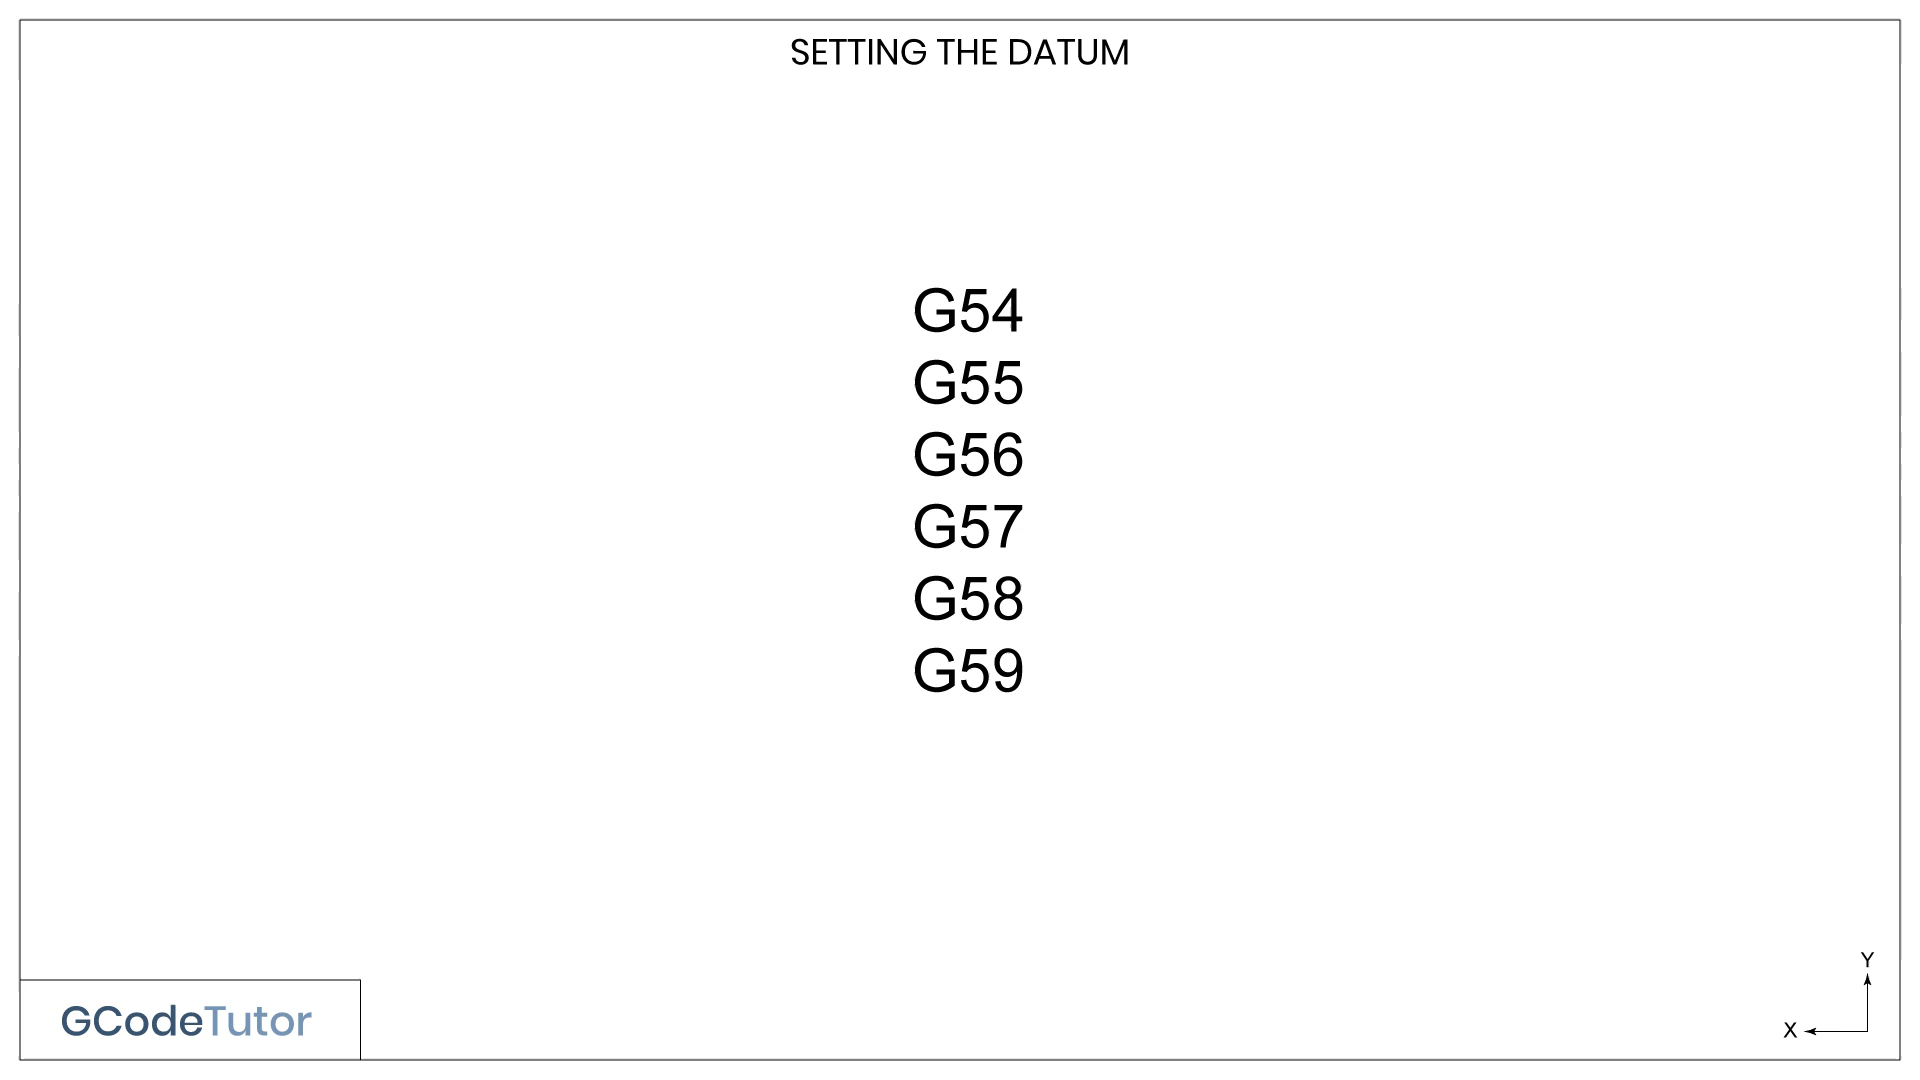 SETTING THE DATUM
G54
G55
G56
G57
G58
G59
Y
X
GCodeTutor